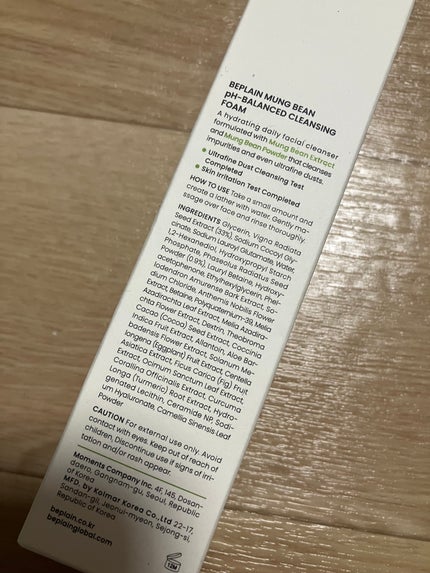 BEPLAIN MUNG BEAN
pH-BALANCED CLEANSING
FOAM
A hydrating daily facial cleanser
formulated with Mung Bean Extract
and Mung Bean Powder that cleanses
impurities and even ultrafine dusts.
• Ultrafine Dust Cleansing Test
Completed
• Skin Irritation Test Completed
HOW TO USE Take a small amount and
create a lather with water. Gently ma-
ssage over face and rinse thoroughly.
INGREDIENTS Glycerin, Vigna Radiata
Seed Extract (33%), Sodium Cocoyl Gly-
cinate, Sodium Lauroyl Glutamate, Water,
1,2-Hexanediol, Hydroxypropyl Starch
Phosphate, Phaseolus Radiatus Seed
Powder (0.9%), Lauryl Betaine, Hydroxy-
acetophenone, Ethylhexylglycerin, Phel-
lodendron Amurense Bark Extract, So-
dium Chloride, Anthemis Nobilis Flower
Extract, Betaine, Polyquaternium-39, Melia
Azadirachta Leaf Extract, Melia Azadira-
chta Flower Extract, Dextrin, Theobroma
Cacao (Cocoa) Seed Extract, Coccinia
Indica Fruit Extract, Allantoin, Aloe Bar-
badensis Flower Extract, Solanum Me-
longena (Eggplant) Fruit Extract, Centella
Asiatica Extract, Ficus Carica (Fig) Fruit
Extract, Ocimum Sanctum Leaf Extract,
Corallina Officinalis Extract, Curcuma
Longa (Turmeric) Root Extract, Hydro-
genated Lecithin, Ceramide NP, Sodi-
um Hyaluronate, Camellia Sinensis Leaf
Powder
CAUTION For external use only. Avoid
contact with eyes. Keep out of reach of
children. Discontinue use if signs of irri-
tation and/or rash appear.
Moments Company Inc. 4F, 145, Dosan-
daero, Gangnam-gu, Seoul, Republic
of Korea
MFD. by Kolmar Korea Co., Ltd 22-17,
Sandan-gil, Jeonui-myeon, Sejong-si,
Republic of Korea
beplain.co.kr
beplainglobal.com
12M